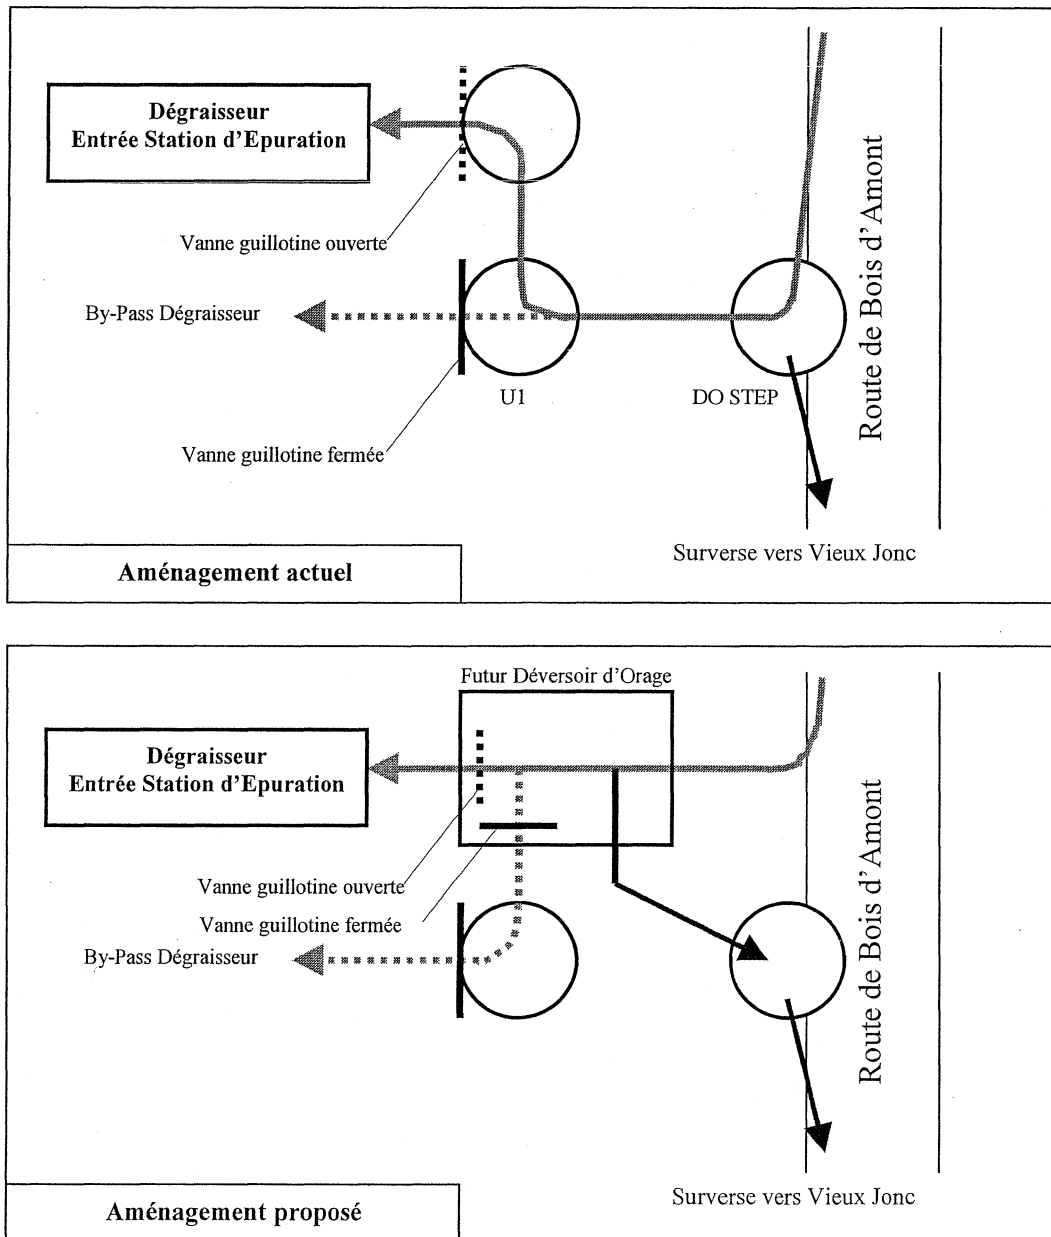 Dégraisseur
Entrée Station d'Epuration
Vanne guillotine ouverte
By-Pass Dégraisseur
U1
DO STEP
Route de Bois d'Amont
Vanne guillotine fermée
Surverse vers Vieux Jonc
Aménagement actuel
Futur Déversoir d'Orage
Dégraisseur
Entrée Station d'Epuration
Vanne guillotine ouverte
Vanne guillotine fermée
By-Pass Dégraisseur
Route de Bois d'Amont
Surverse vers Vieux Jonc
Aménagement proposé